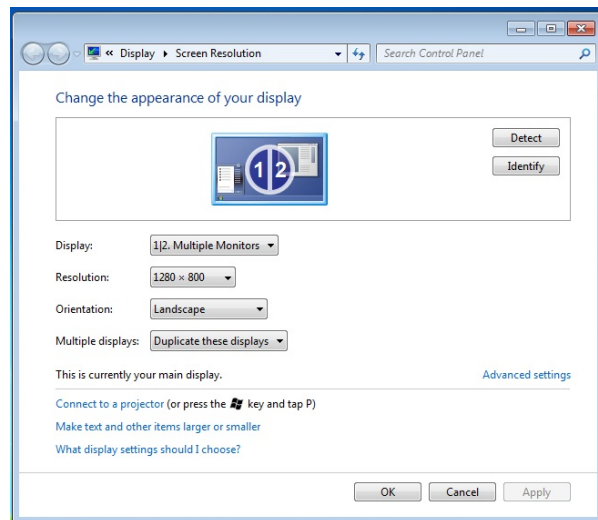 « Display ▸ Screen Resolution
Search Control Panel
Change the appearance of your display
1 2
Detect
Identify
Display: 1|2. Multiple Monitors
Resolution: 1280 × 800
Orientation: Landscape
Multiple displays: Duplicate these displays
This is currently your main display.
Advanced settings
Connect to a projector (or press the key and tap P)
Make text and other items larger or smaller
What display settings should I choose?
OK Cancel Apply